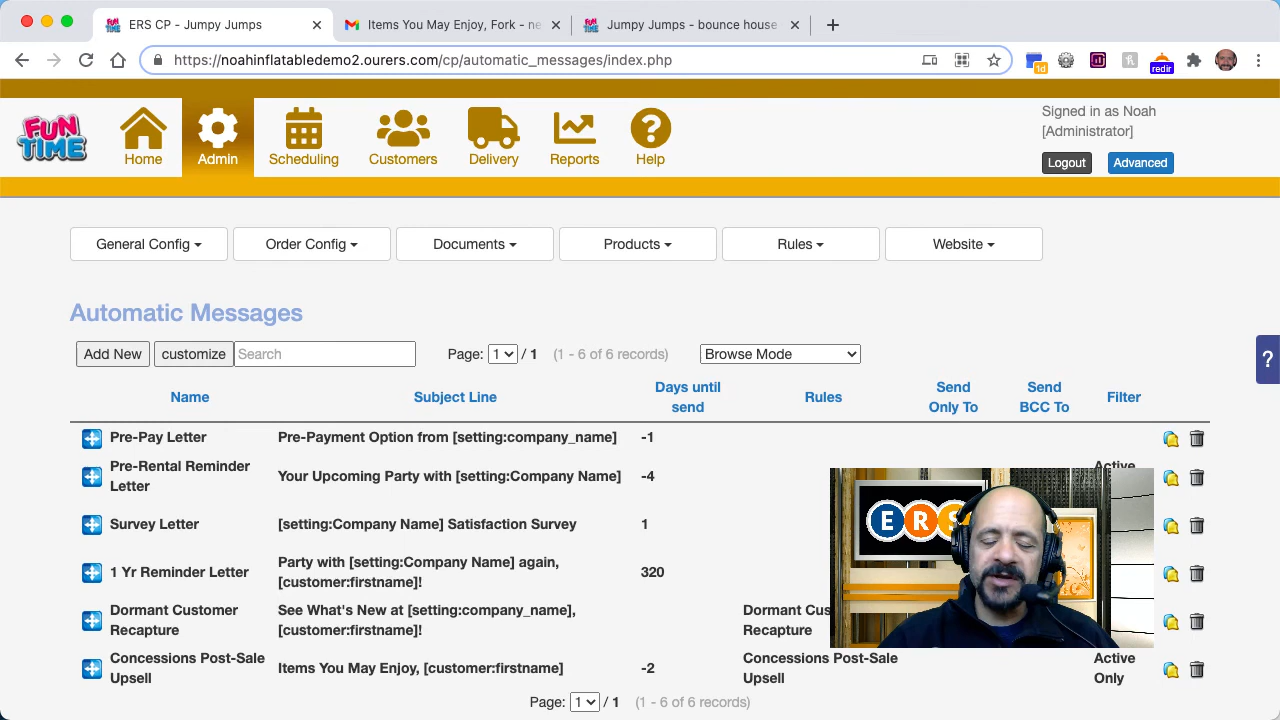 ERS CP - Jumpy Jumps
Items You May Enjoy, Fork - ne
Jumpy Jumps - bounce house
https://noahinflatabledemo2.ourers.com/cp/automatic_messages/index.php
1d
redir
FUN TIME
Home
Admin
Scheduling
Customers
Delivery
Reports
Help
Signed in as Noah
[Administrator]
Logout
Advanced
General Config
Order Config
Documents
Products
Rules
Website
Automatic Messages
Add New
customize
Search
Page: 1 / 1 (1 - 6 of 6 records)
Browse Mode
?
Name
Subject Line
Days until send
Rules
Send Only To
Send BCC To
Filter
Pre-Pay Letter
Pre-Payment Option from [setting:company_name]
-1
Pre-Rental Reminder Letter
Your Upcoming Party with [setting:Company Name]
-4
Active
Survey Letter
[setting:Company Name] Satisfaction Survey
1
1 Yr Reminder Letter
Party with [setting:Company Name] again, [customer:firstname]!
320
Dormant Customer Recapture
See What's New at [setting:company_name], [customer:firstname]!
Dormant Cus
Recapture
Concessions Post-Sale Upsell
Items You May Enjoy, [customer:firstname]
-2
Concessions Post-Sale Upsell
Active Only
ERS
Page: 1 / 1 (1 - 6 of 6 records)